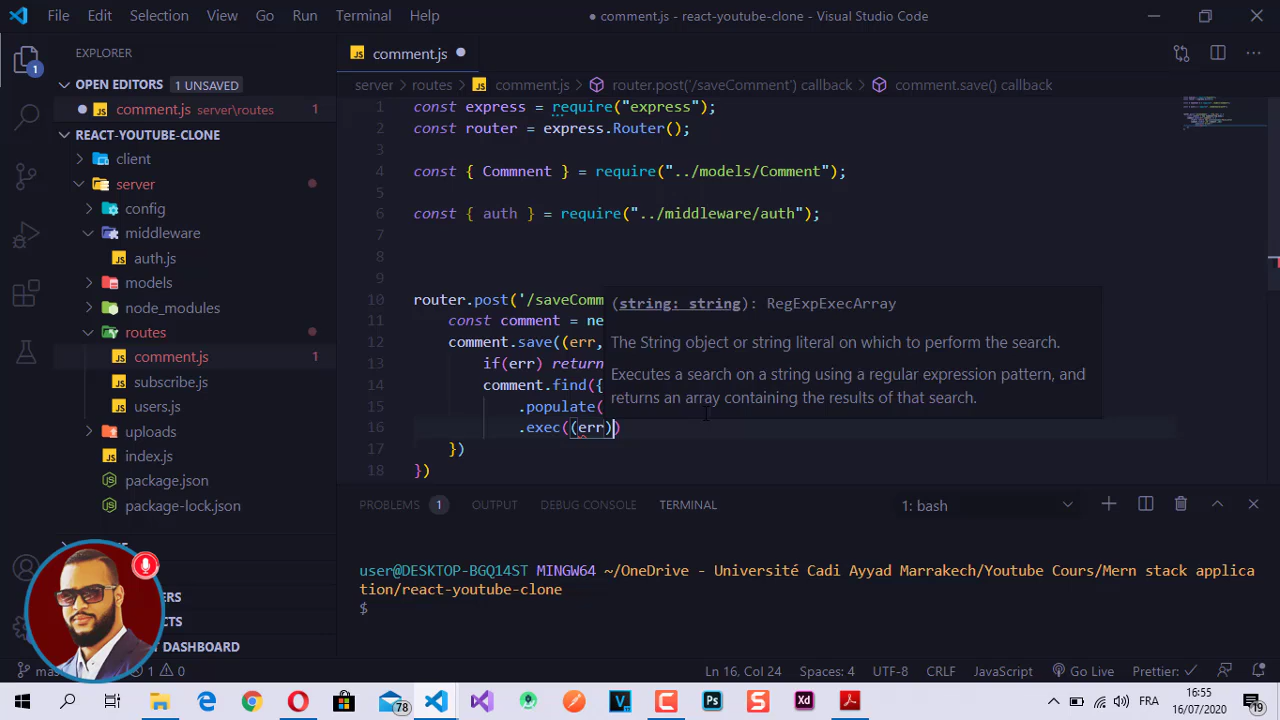 File Edit Selection View Go Run Terminal Help
● comment.js - react-youtube-clone - Visual Studio Code
EXPLORER
OPEN EDITORS 1 UNSAVED
comment.js server\routes 1
REACT-YOUTUBE-CLONE
client
server
config
middleware
auth.js
models
node_modules
routes
comment.js 1
subscribe.js
users.js
uploads
index.js
package.json
package-lock.json
DASHBOARD
comment.js
server > routes > comment.js > router.post('/saveComment') callback > comment.save() callback
1 const express = require("express");
2 const router = express.Router();
3
4 const { Commnent } = require("../models/Comment");
5
6 const { auth } = require("../middleware/auth");
7
8
9
10 router.post('/saveComm
11 const comment = ne
12 comment.save((err,
13 if(err) return
14 comment.find({
15 .populate(
16 .exec((err))
17 })
18 })
(string: string): RegExpExecArray
The String object or string literal on which to perform the search.
Executes a search on a string using a regular expression pattern, and
returns an array containing the results of that search.
PROBLEMS 1 OUTPUT DEBUG CONSOLE TERMINAL 1: bash
user@DESKTOP-BGQ14ST MINGW64 ~/OneDrive - Université Cadi Ayyad Marrakech/Youtube Cours/Mern stack applica
tion/react-youtube-clone
$
1 0 Ln 16, Col 24 Spaces: 4 UTF-8 CRLF JavaScript Go Live Prettier: ✓
78 FRA 16:55
16/07/2020 19